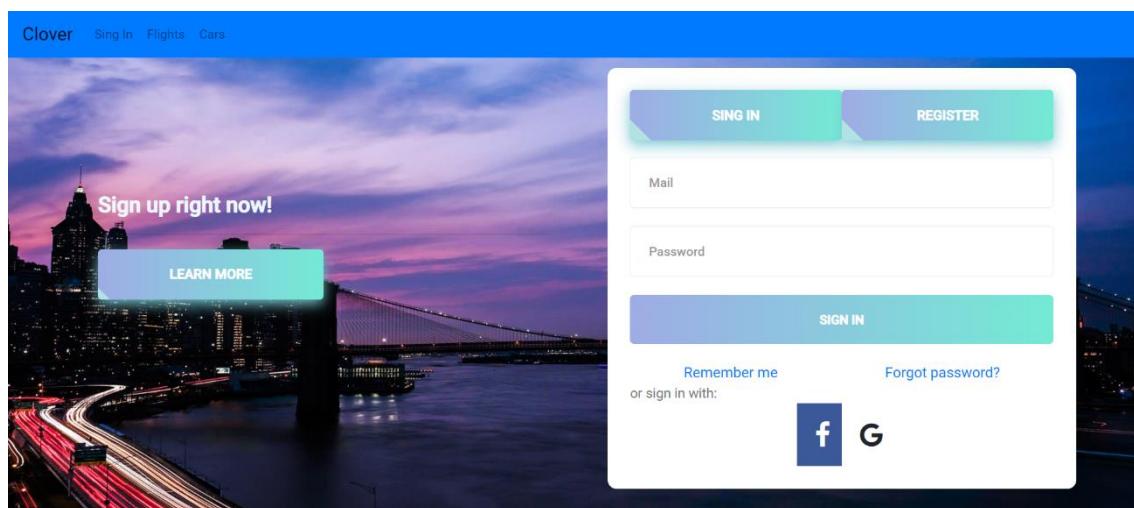 Clover Sing In Flights Cars
SING IN REGISTER
Mail
Sign up right now!
Password
LEARN MORE
SIGN IN
Remember me Forgot password?
or sign in with:
f G